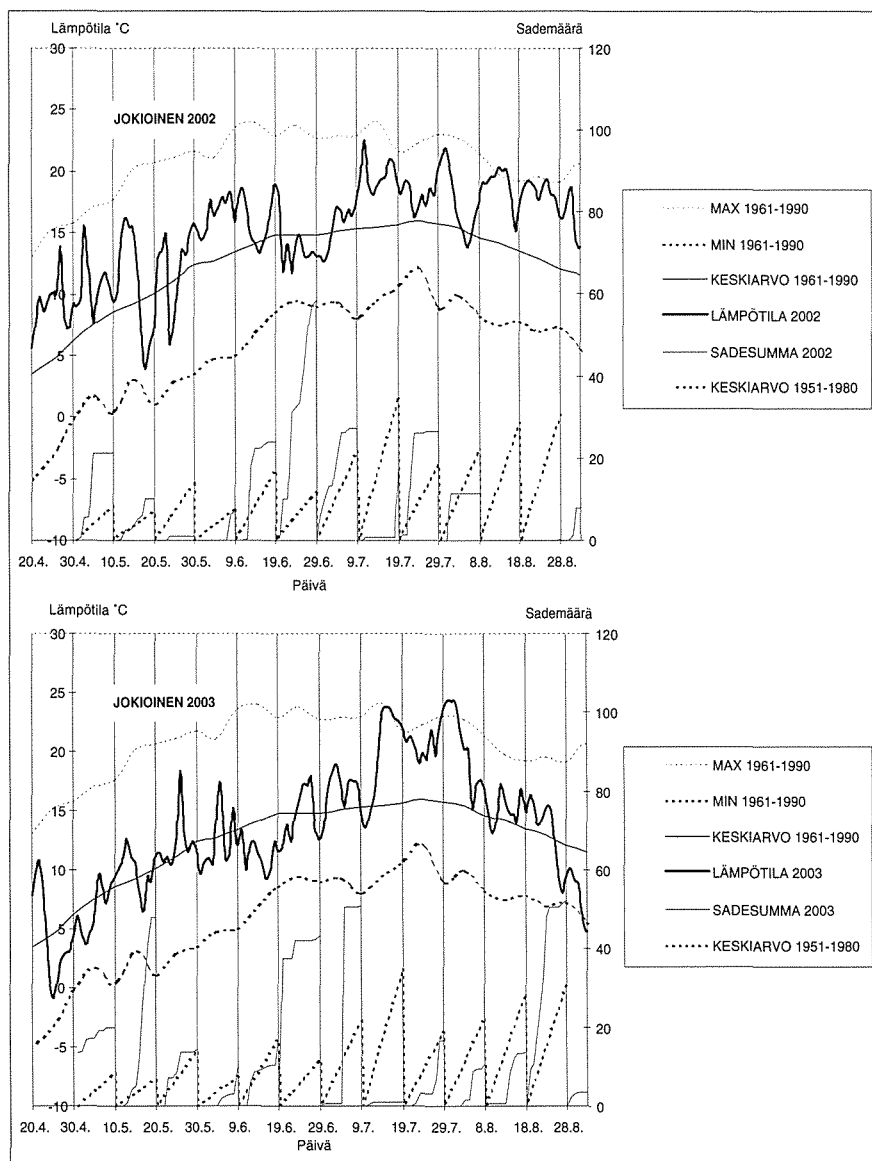 Lämpötila ˚C
Sademäärä
30
25
20
15
10
5
0
-5
-10
120
100
80
60
40
20
0
JOKIOINEN 2002
20.4. 30.4. 10.5. 20.5. 30.5. 9.6. 19.6. 29.6. 9.7. 19.7. 29.7. 8.8. 18.8. 28.8.
Päivä
MAX 1961-1990
MIN 1961-1990
KESKIARVO 1961-1990
LÄMPÖTILA 2002
SADESUMMA 2002
KESKIARVO 1951-1980
Lämpötila ˚C
Sademäärä
30
25
20
15
10
5
0
-5
-10
120
100
80
60
40
20
0
JOKIOINEN 2003
20.4. 30.4. 10.5. 20.5. 30.5. 9.6. 19.6. 29.6. 9.7. 19.7. 29.7. 8.8. 18.8. 28.8.
Päivä
MAX 1961-1990
MIN 1961-1990
KESKIARVO 1961-1990
LÄMPÖTILA 2003
SADESUMMA 2003
KESKIARVO 1951-1980